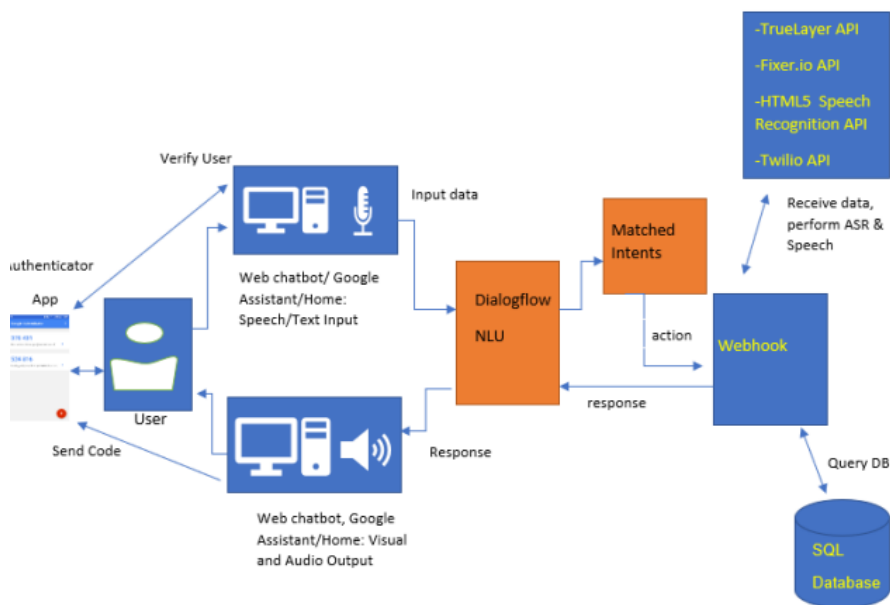 -TrueLayer API
-Fixer.io API
-HTML5 Speech
Recognition API
-Twilio API
Verify User
Input data
Receive data,
perform ASR &
Speech
Matched
Intents
uthenticator
App
Web chatbot/ Google
Assistant/Home:
Speech/Text Input
Dialogflow
NLU
action
Webhook
response
User
Send Code
Response
Query DB
Web chatbot, Google
Assistant/Home: Visual
and Audio Output
SQL
Database